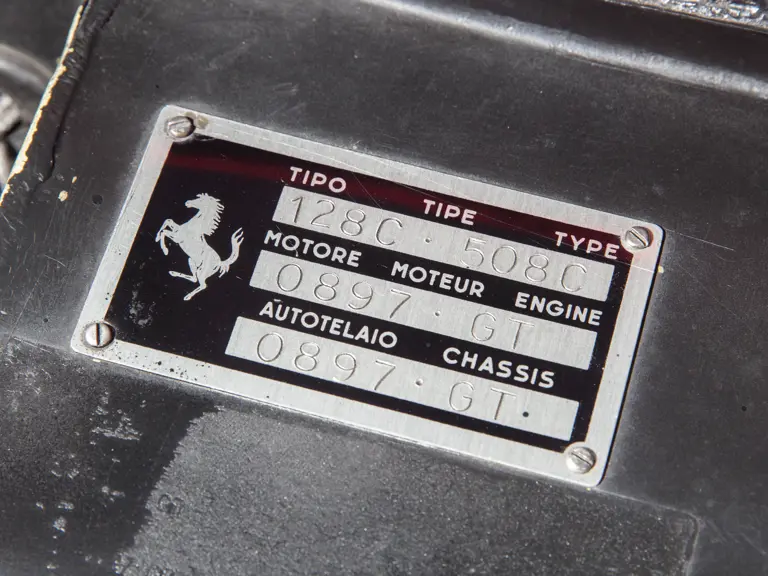 TIPO TIPE TYPE
128C · 508C
MOTORE MOTEUR ENGINE
0897 · GT
AUTOTELAIO CHASSIS
0897 · GT ·